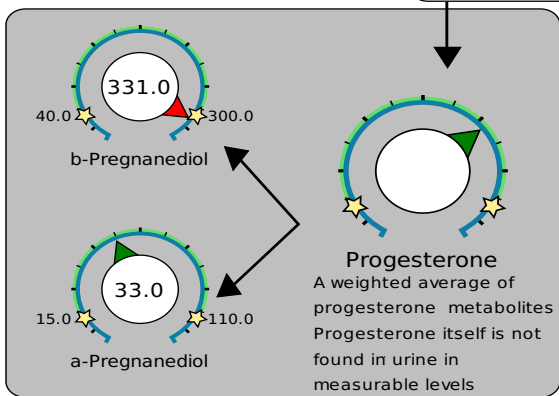 331.0
40.0
300.0
b-Pregnanediol
33.0
15.0
110.0
a-Pregnanediol
Progesterone
A weighted average of
progesterone metabolites
Progesterone itself is not
found in urine in
measurable levels